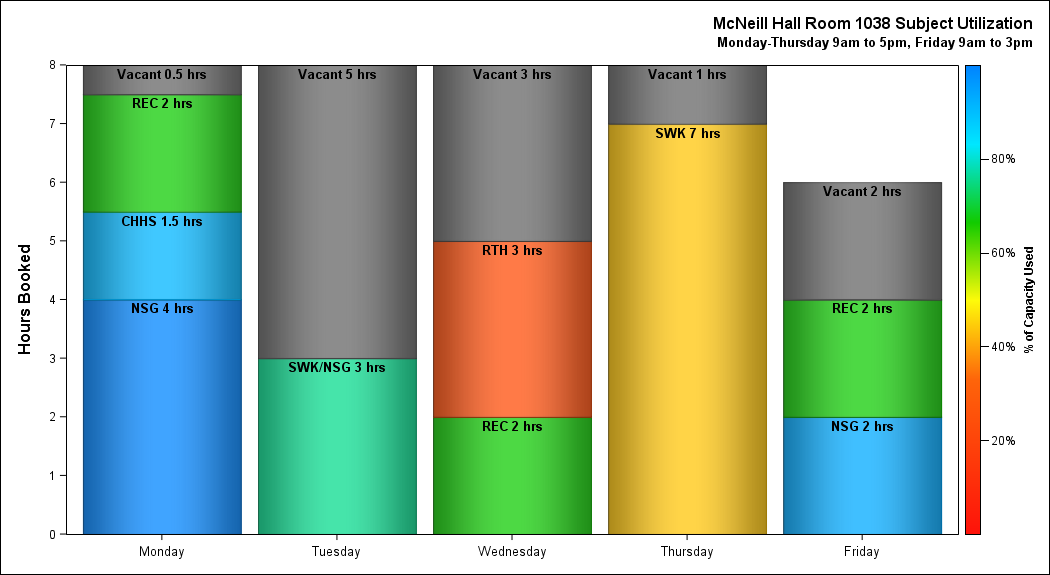 McNeill Hall Room 1038 Subject Utilization
Monday-Thursday 9am to 5pm, Friday 9am to 3pm
Hours Booked
8
7
6
5
4
3
2
1
0
Vacant 0.5 hrs
REC 2 hrs
CHHS 1.5 hrs
NSG 4 hrs
Vacant 5 hrs
SWK/NSG 3 hrs
Vacant 3 hrs
RTH 3 hrs
REC 2 hrs
Vacant 1 hrs
SWK 7 hrs
Vacant 2 hrs
REC 2 hrs
NSG 2 hrs
Monday
Tuesday
Wednesday
Thursday
Friday
80%
60%
40%
20%
% of Capacity Used